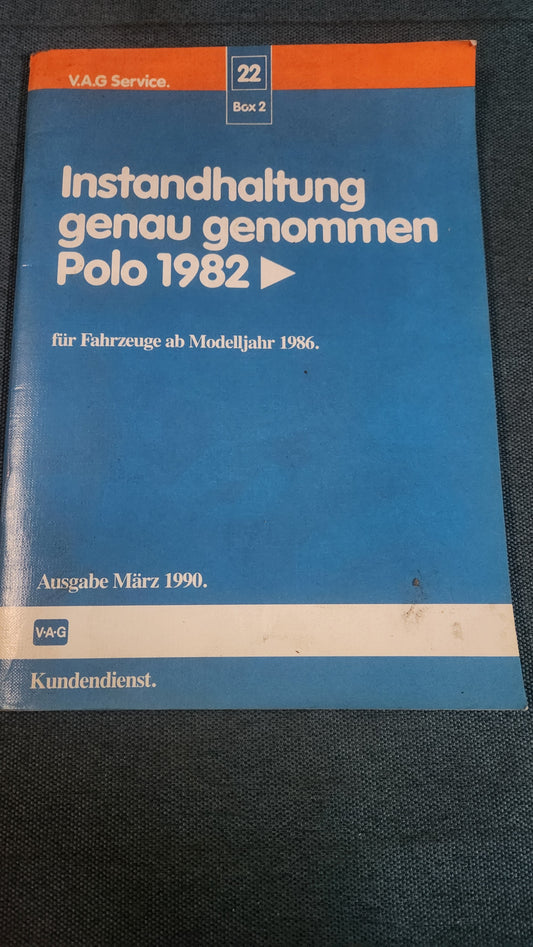 V.A.G Service.
22
Box 2
Instandhaltung
genau genommen
Polo 1982 ▶
für Fahrzeuge ab Modelljahr 1986.
Ausgabe März 1990.
V·A·G
Kundendienst.